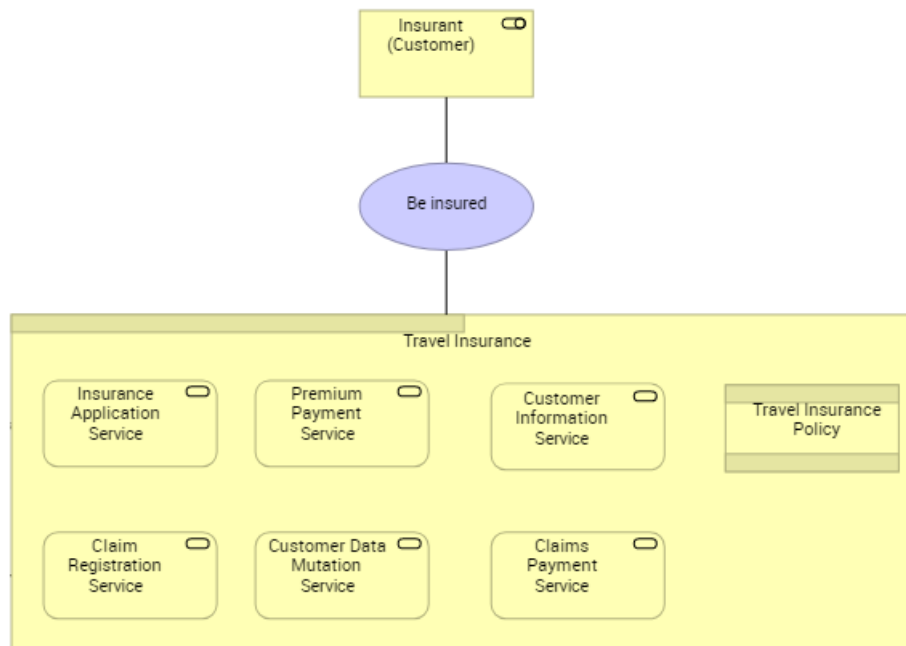 Insurant
(Customer)
Be insured
Travel Insurance
Insurance
Application
Service
Premium
Payment
Service
Customer
Information
Service
Travel Insurance
Policy
Claim
Registration
Service
Customer Data
Mutation
Service
Claims
Payment
Service